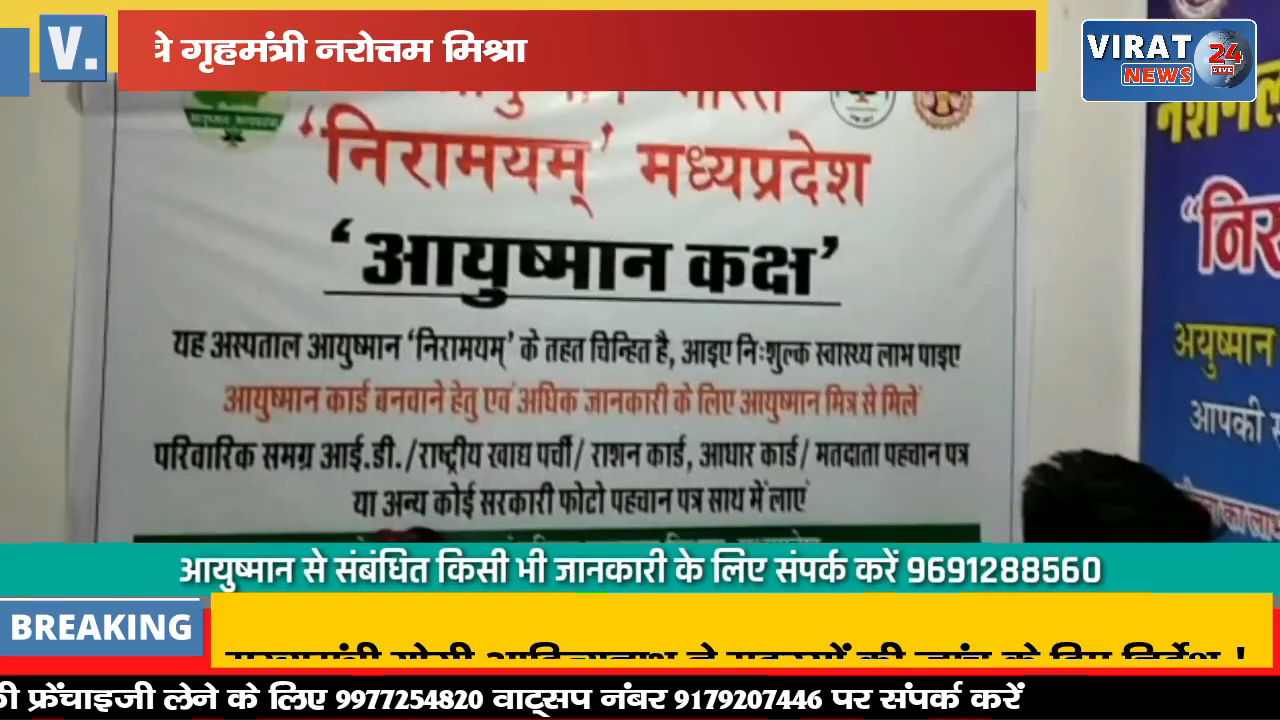 V.
गृहमंत्री नरोत्तम मिश्रा
VIRAT
24
NEWS
LIVE
'निरामयम्' मध्यप्रदेश
'आयुष्मान कक्ष'
यह अस्पताल आयुष्मान 'निरामयम्' के तहत चिन्हित है, आइए निःशुल्क स्वास्थ्य लाभ पाइए
आयुष्मान कार्ड बनवाने हेतु एवं अधिक जानकारी के लिए आयुष्मान मित्र से मिलें
परिवारिक समग्र आई.डी./राष्ट्रीय खाद्य पर्ची/ राशन कार्ड, आधार कार्ड/ मतदाता पहचान पत्र
या अन्य कोई सरकारी फोटो पहचान पत्र साथ में लाएं
अयुष्मान
आपकी
आयुष्मान से संबंधित किसी भी जानकारी के लिए संपर्क करें 9691288560
BREAKING
की फ्रेंचाइजी लेने के लिए 9977254820 वाट्सप नंबर 9179207446 पर संपर्क करें